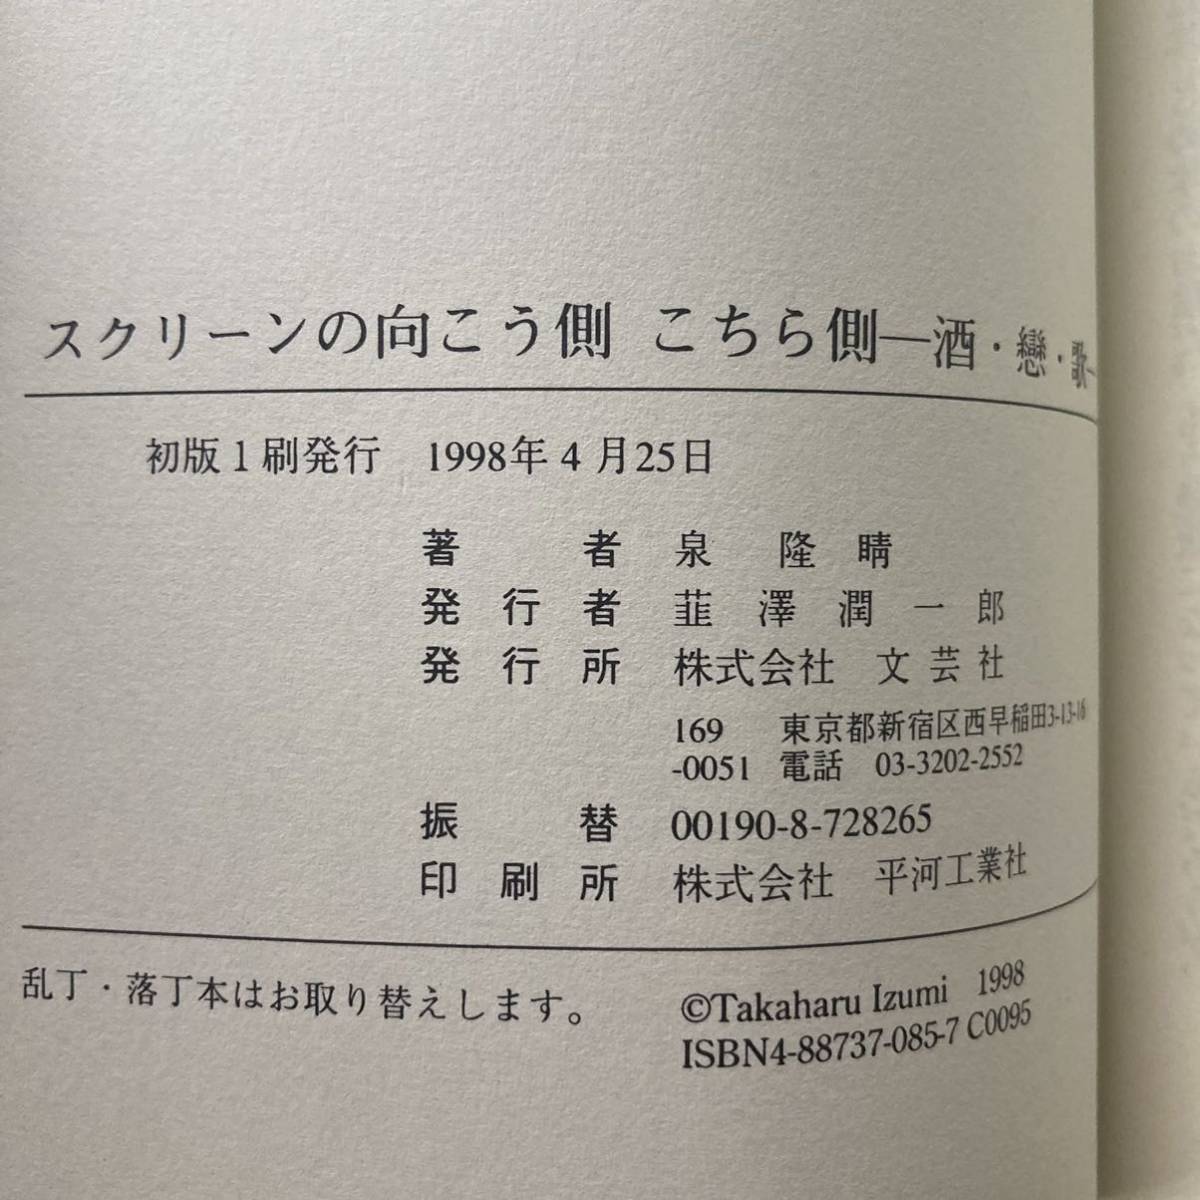 スクリーンの向こう側 こちら側―酒・戀・歌―
初版1刷発行 1998年4月25日
著者 泉隆晴
発行者 韮澤潤一郎
発行所 株式会社 文芸社
169 東京都新宿区西早稲田3-13-16
-0051 電話 03-3202-2552
振替 00190-8-728265
印刷所 株式会社 平河工業社
乱丁・落丁本はお取り替えします。
©Takaharu Izumi 1998
ISBN4-88737-085-7 C0095